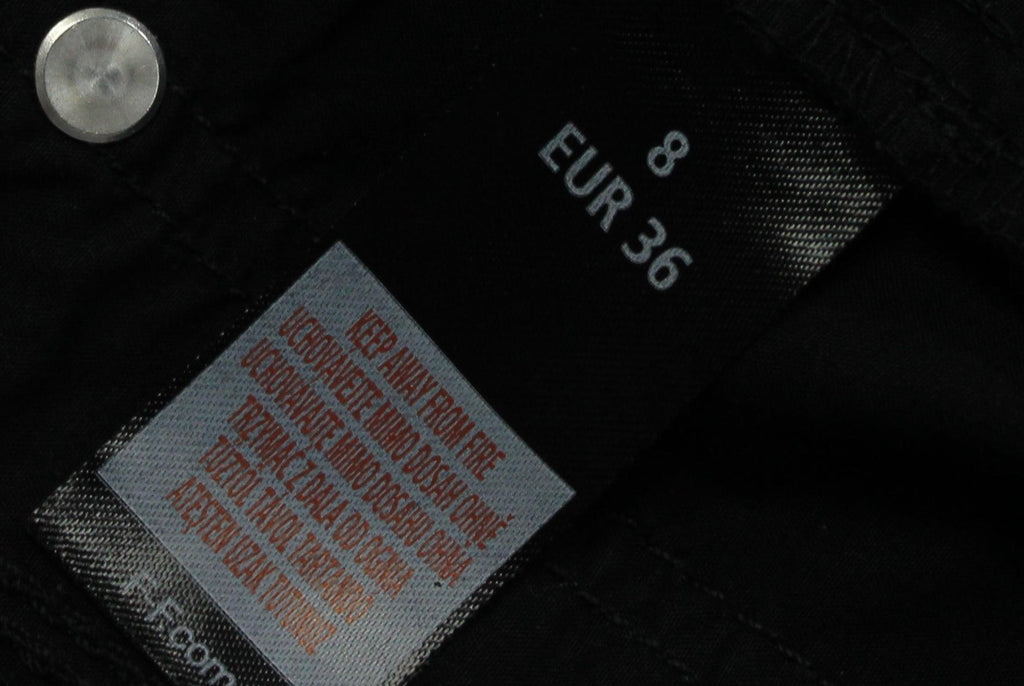 8
EUR 36
KEEP AWAY FROM FIRE
UCHOVÁVEJTE MIMO DOSAH OHNĚ
UCHOVÁVAJTE MIMO DOSAHU OHŇA
TRZYMAĆ Z DALA OD OGNIA
TŰZTŐL TÁVOL TARTANDÓ
ATEŞTEN UZAK TUTUNUZ
F-Fcom